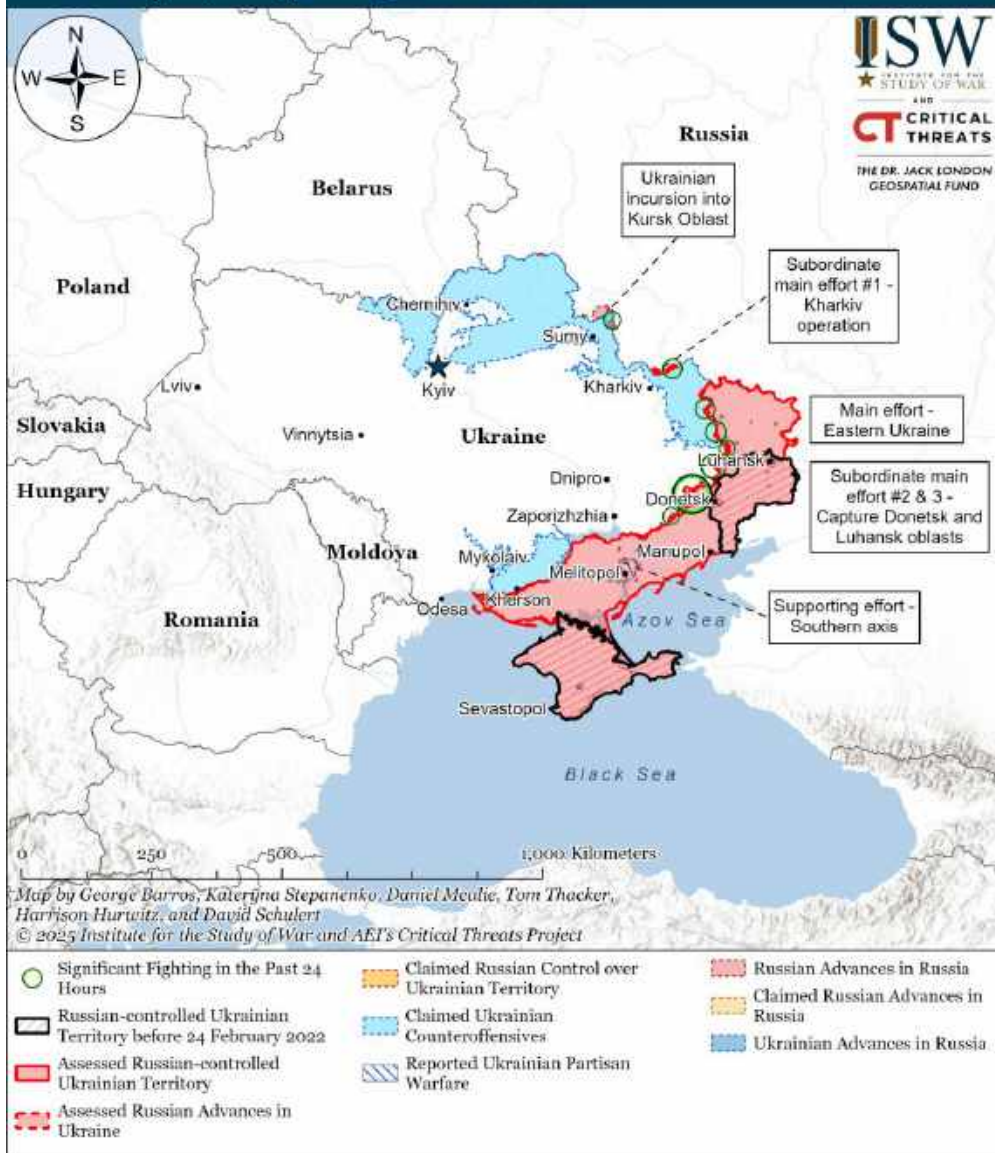 N
W E
S
ISW
INSTITUTE FOR THE
STUDY OF WAR
AND
CT CRITICAL
THREATS
THE DR. JACK LONDON
GEOSPATIAL FUND
Russia
Belarus
Ukrainian
incursion into
Kursk Oblast
Poland
Subordinate
main effort #1 -
Kharkiv
operation
Chernihiv
Sumy
Kyiv
Lviv
Kharkiv
Slovakia
Main effort -
Eastern Ukraine
Vinnytsia
Ukraine
Luhansk
Hungary
Dnipro
Donetsk
Subordinate main
effort #2 & 3 -
Capture Donetsk and
Luhansk oblasts
Zaporizhzhia
Moldova
Mykolaiv
Mariupol
Melitopol
Odesa
Kherson
Romania
Azov Sea
Supporting effort -
Southern axis
Sevastopol
Black Sea
0 250 500 1,000 Kilometers
Map by George Barros, Kateryna Stepanenko, Daniel Mealie, Tom Thacker,
Harrison Hurwitz, and David Schulert
© 2025 Institute for the Study of War and AEI's Critical Threats Project
Significant Fighting in the Past 24
Hours
Russian-controlled Ukrainian
Territory before 24 February 2022
Assessed Russian-controlled
Ukrainian Territory
Assessed Russian Advances in
Ukraine
Claimed Russian Control over
Ukrainian Territory
Claimed Ukrainian
Counteroffensives
Reported Ukrainian Partisan
Warfare
Russian Advances in Russia
Claimed Russian Advances in
Russia
Ukrainian Advances in Russia